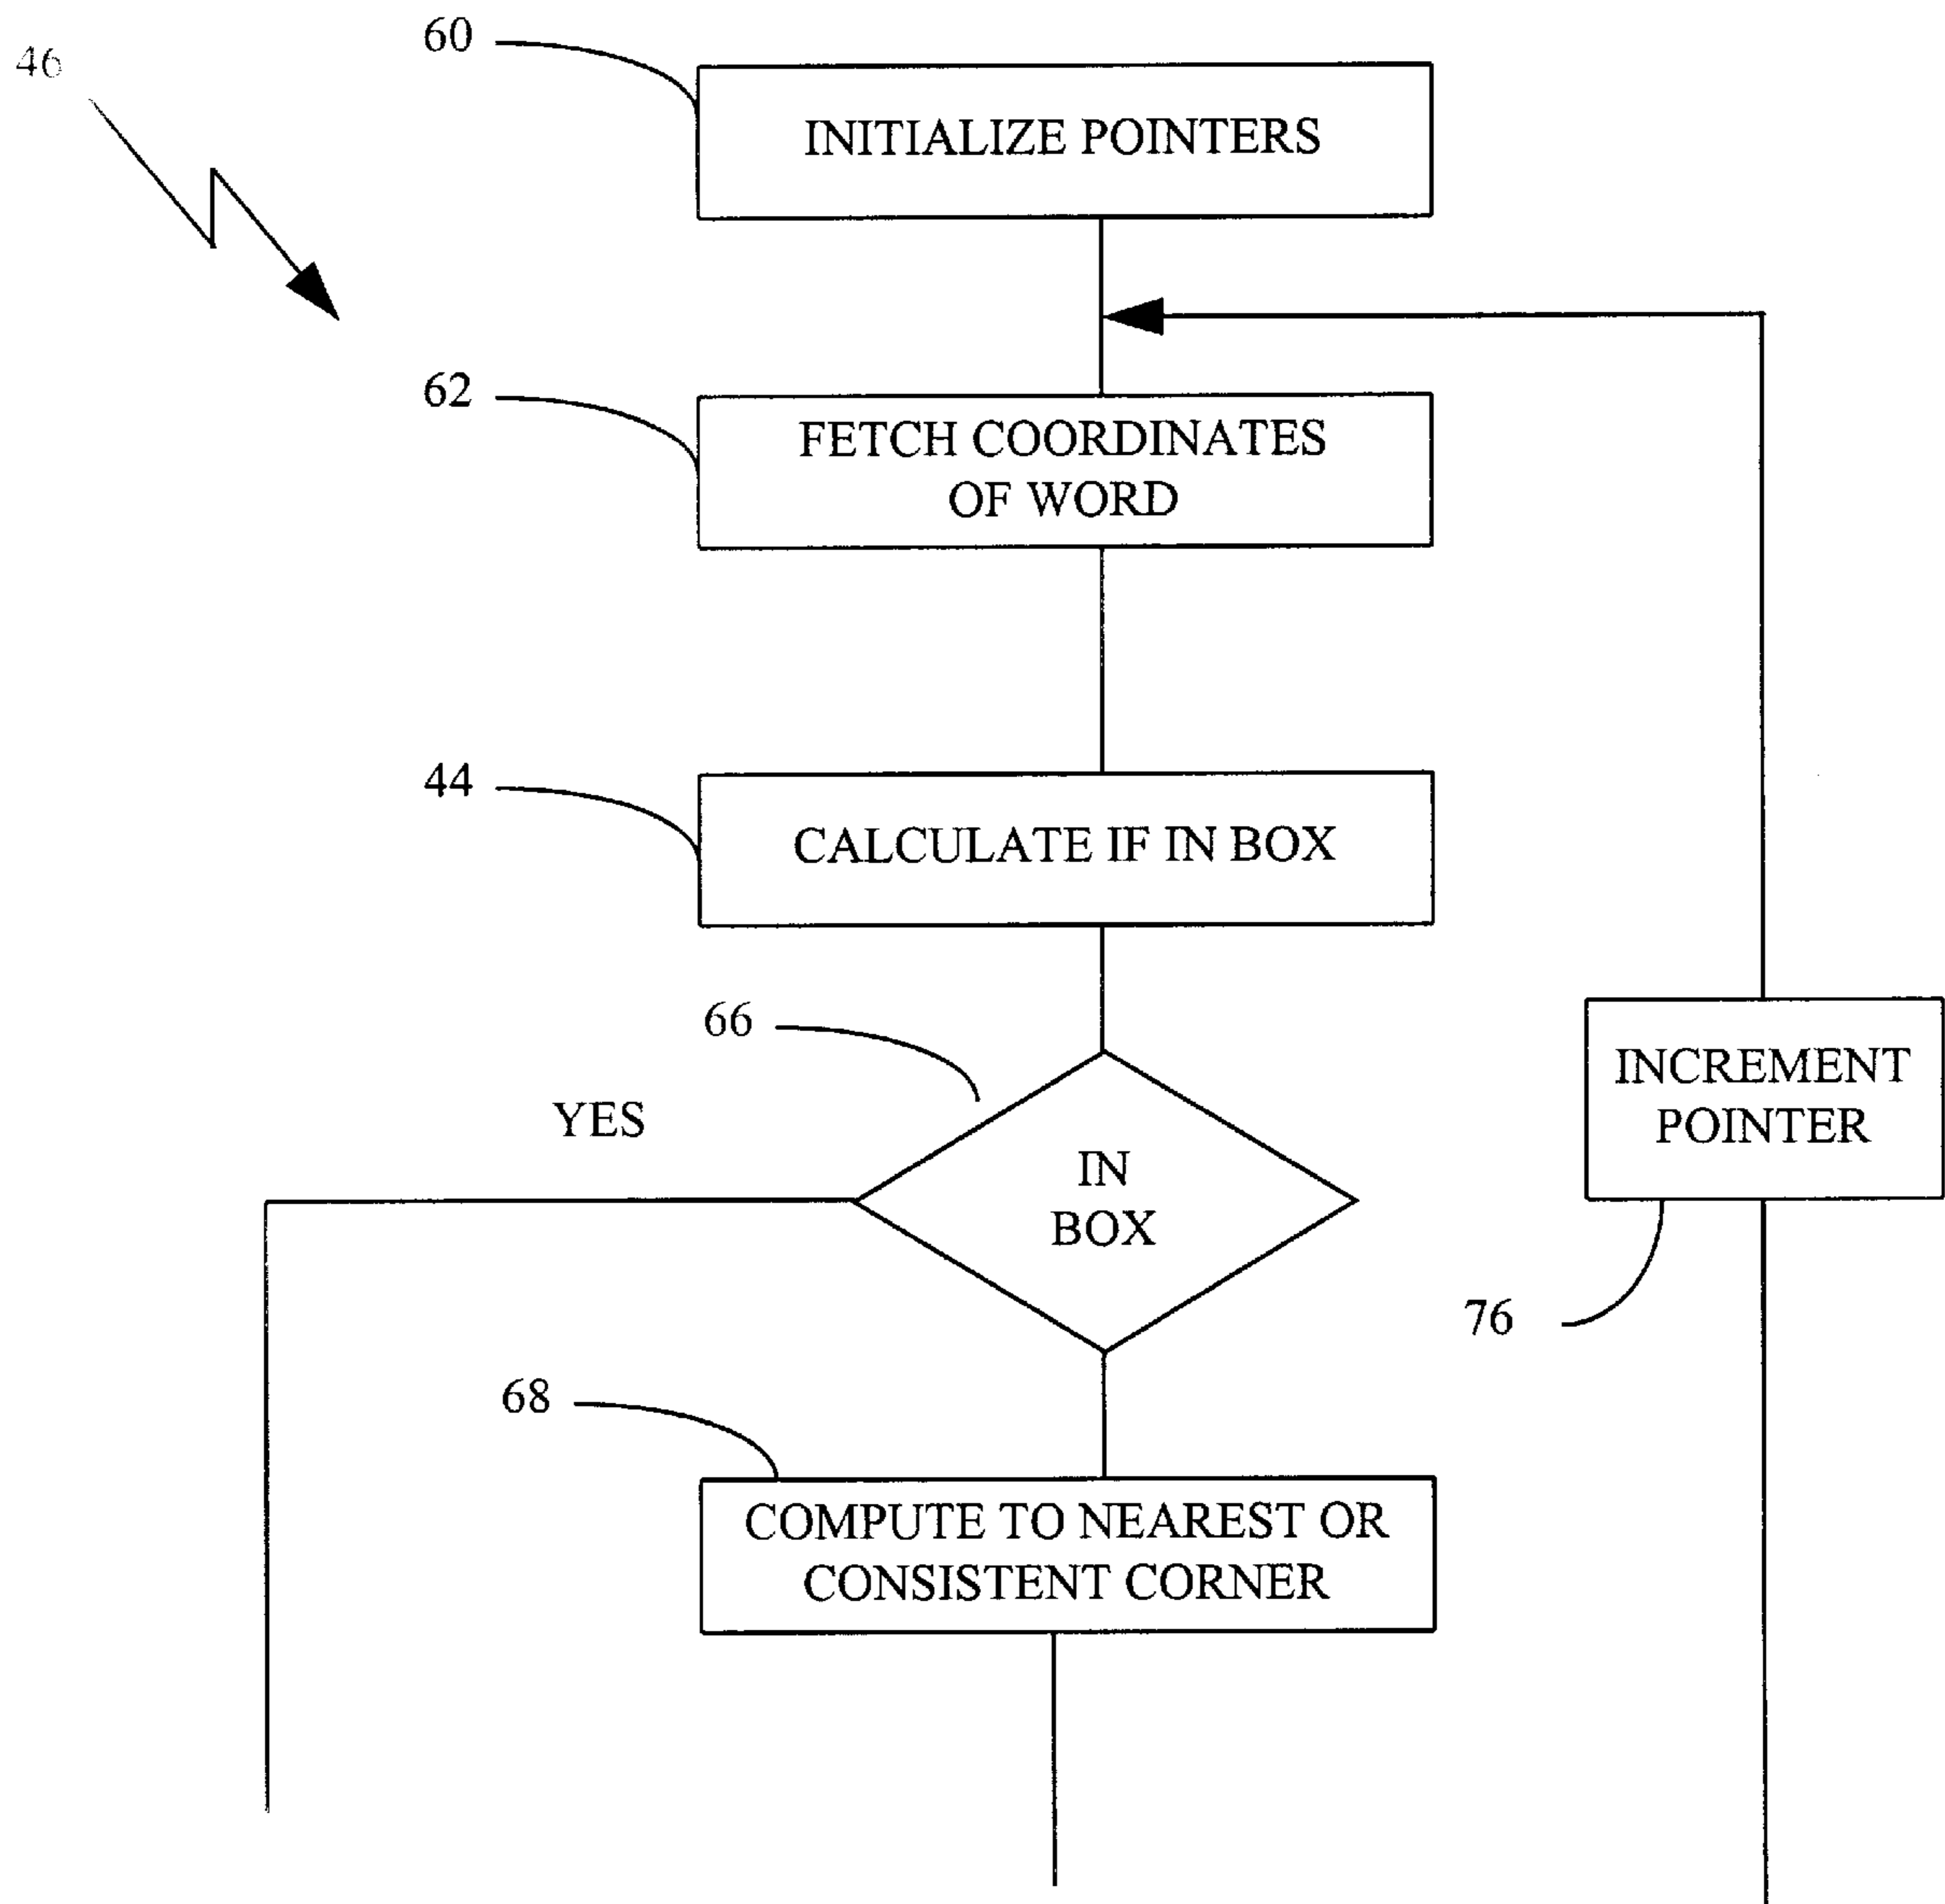 60
46
INITIALIZE POINTERS
62
FETCH COORDINATES
OF WORD
44
CALCULATE IF IN BOX
66
YES
IN
BOX
INCREMENT
POINTER
76
68
COMPUTE TO NEAREST OR
CONSISTENT CORNER